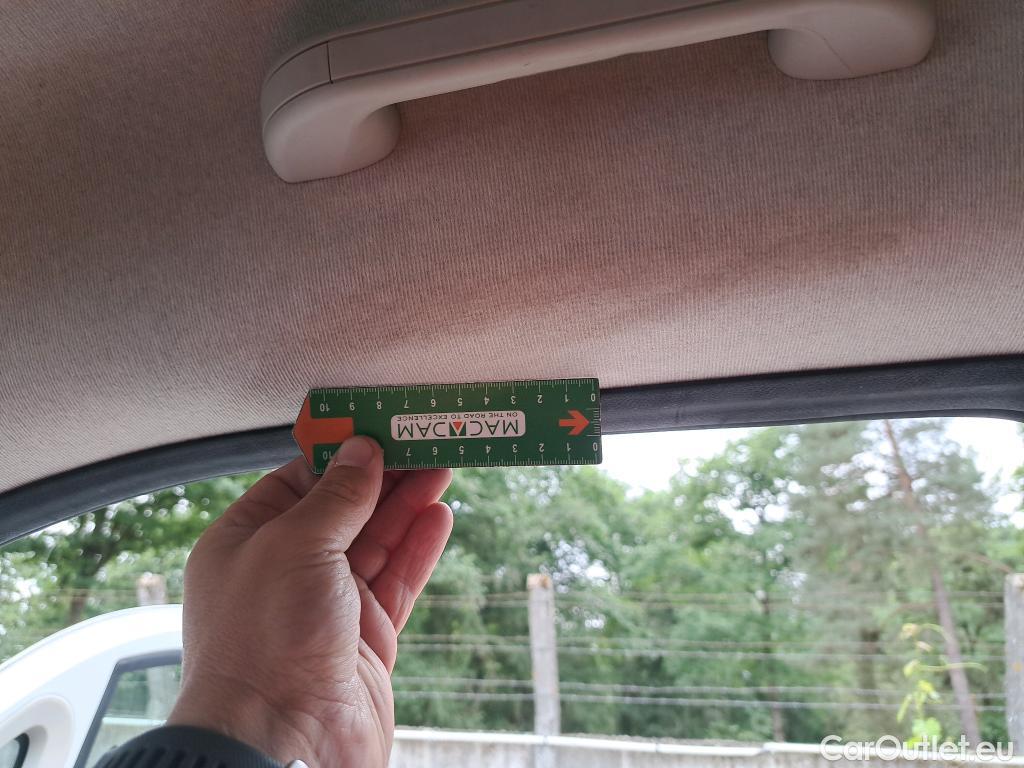 10 9 8 7 6 5 4 3 2 1 0
ON THE ROAD TO EXCELLENCE
MACADAM
10 7 6 5 4 3 2 1 0
CarOutlet.eu